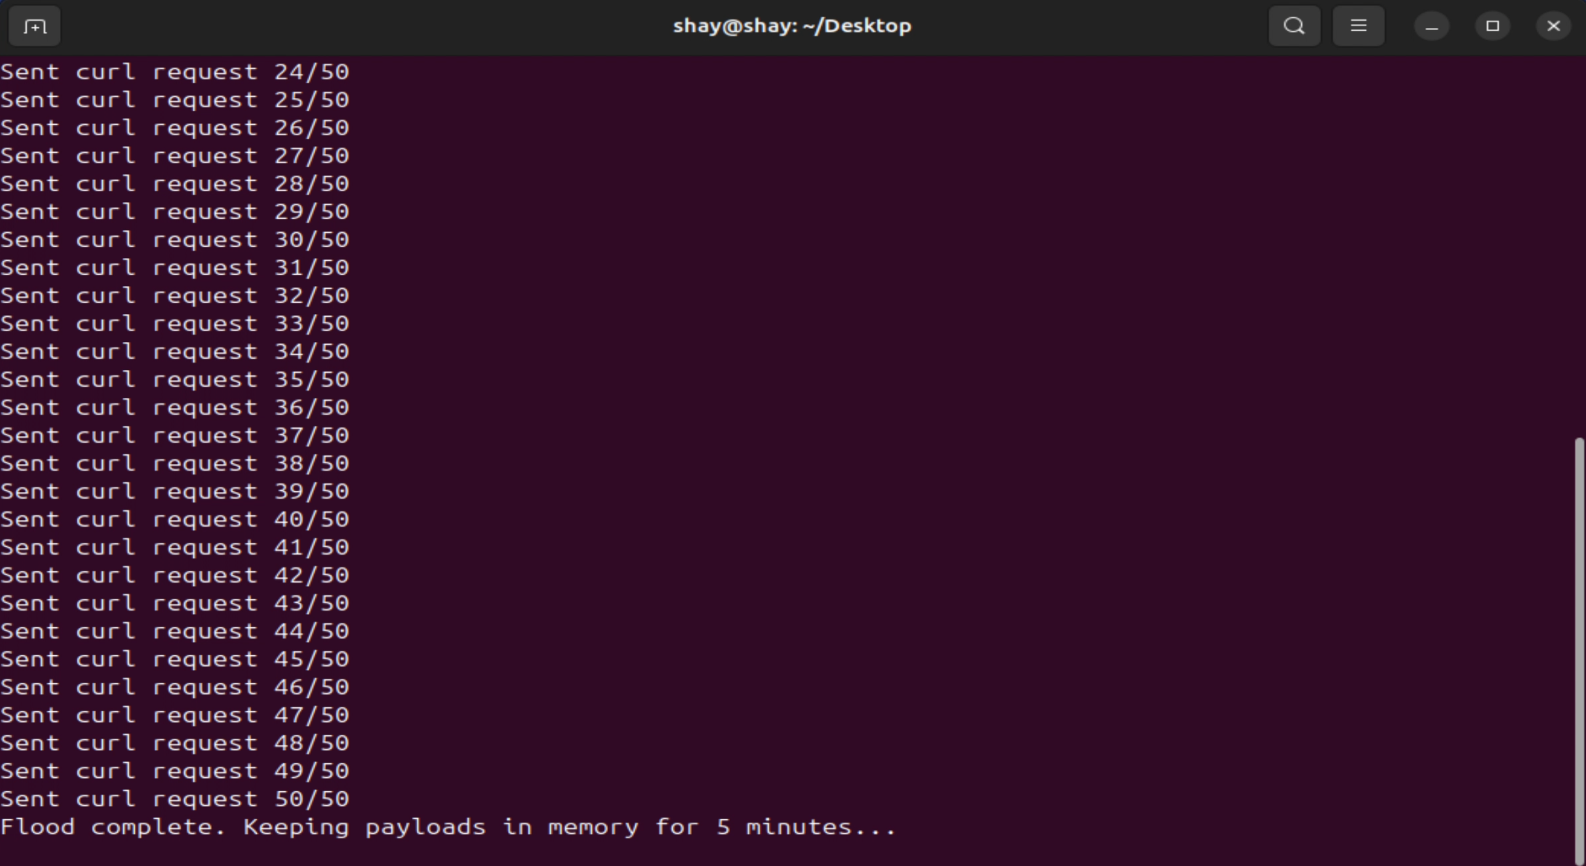 shay@shay: ~/Desktop
Sent curl request 24/50
Sent curl request 25/50
Sent curl request 26/50
Sent curl request 27/50
Sent curl request 28/50
Sent curl request 29/50
Sent curl request 30/50
Sent curl request 31/50
Sent curl request 32/50
Sent curl request 33/50
Sent curl request 34/50
Sent curl request 35/50
Sent curl request 36/50
Sent curl request 37/50
Sent curl request 38/50
Sent curl request 39/50
Sent curl request 40/50
Sent curl request 41/50
Sent curl request 42/50
Sent curl request 43/50
Sent curl request 44/50
Sent curl request 45/50
Sent curl request 46/50
Sent curl request 47/50
Sent curl request 48/50
Sent curl request 49/50
Sent curl request 50/50
Flood complete. Keeping payloads in memory for 5 minutes...